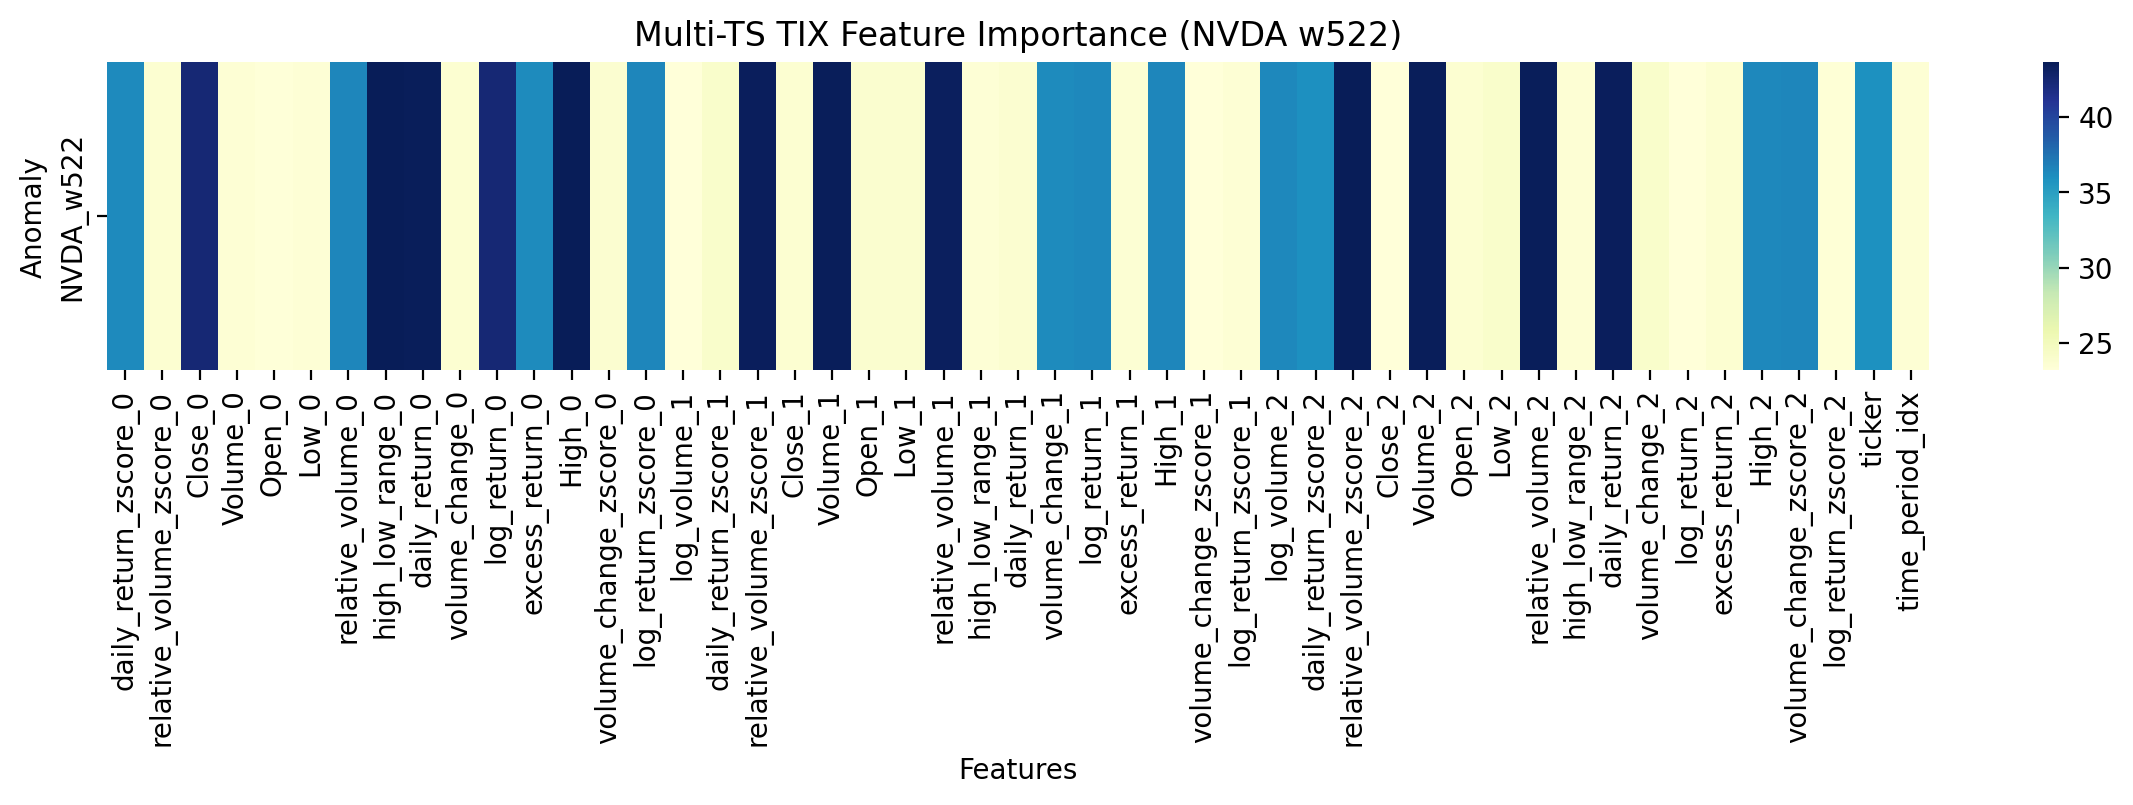 Multi-TS TIX Feature Importance (NVDA w522)
Anomaly
NVDA_w522
40
35
30
25
daily_return_zscore_0
relative_volume_zscore_0
Close_0
Volume_0
Open_0
Low_0
relative_volume_0
high_low_range_0
daily_return_0
volume_change_0
log_return_0
excess_return_0
High_0
volume_change_zscore_0
log_return_zscore_0
log_volume_1
daily_return_zscore_1
relative_volume_zscore_1
Close_1
Volume_1
Open_1
Low_1
relative_volume_1
high_low_range_1
daily_return_1
volume_change_1
log_return_1
excess_return_1
High_1
volume_change_zscore_1
log_return_zscore_1
log_volume_2
daily_return_zscore_2
relative_volume_zscore_2
Close_2
Volume_2
Open_2
Low_2
relative_volume_2
high_low_range_2
daily_return_2
volume_change_2
log_return_2
excess_return_2
High_2
volume_change_zscore_2
log_return_zscore_2
ticker
time_period_idx
Features